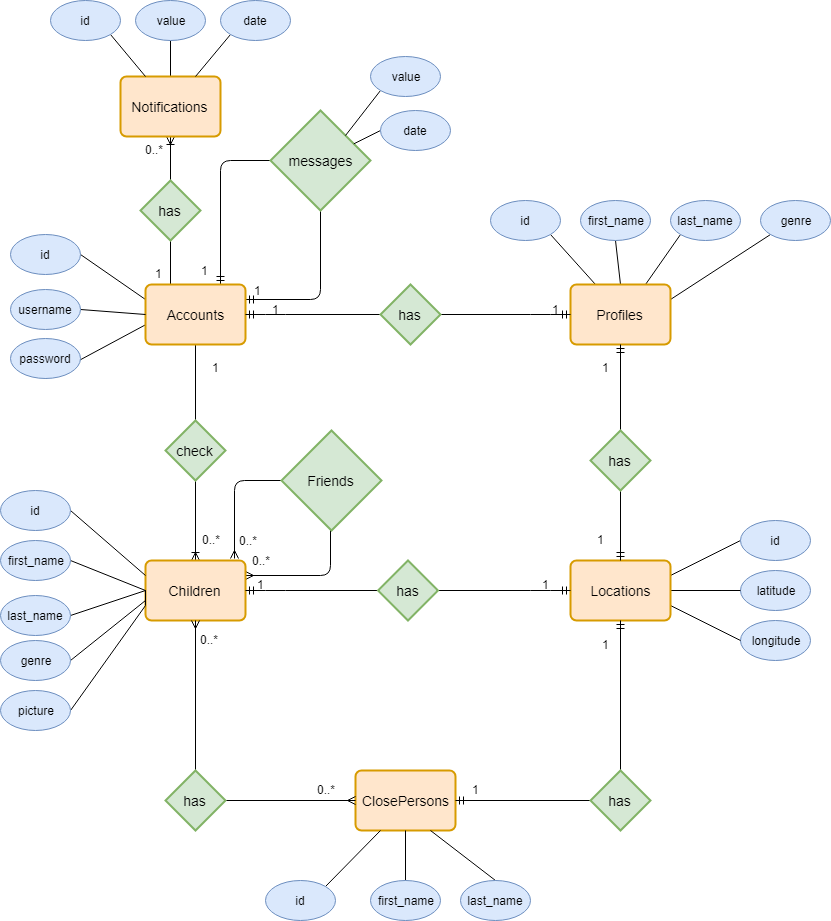 id
value
date
Notifications
0..*
has
1
value
date
messages
1
1
id
username
password
Accounts
1
has
1
id
first_name
last_name
genre
Profiles
1
has
1
1
check
0..*
Friends
0..*
0..*
id
first_name
last_name
genre
picture
Children
1
has
1
Locations
id
latitude
longitude
0..*
has
0..*
ClosePersons
1
has
1
id
first_name
last_name